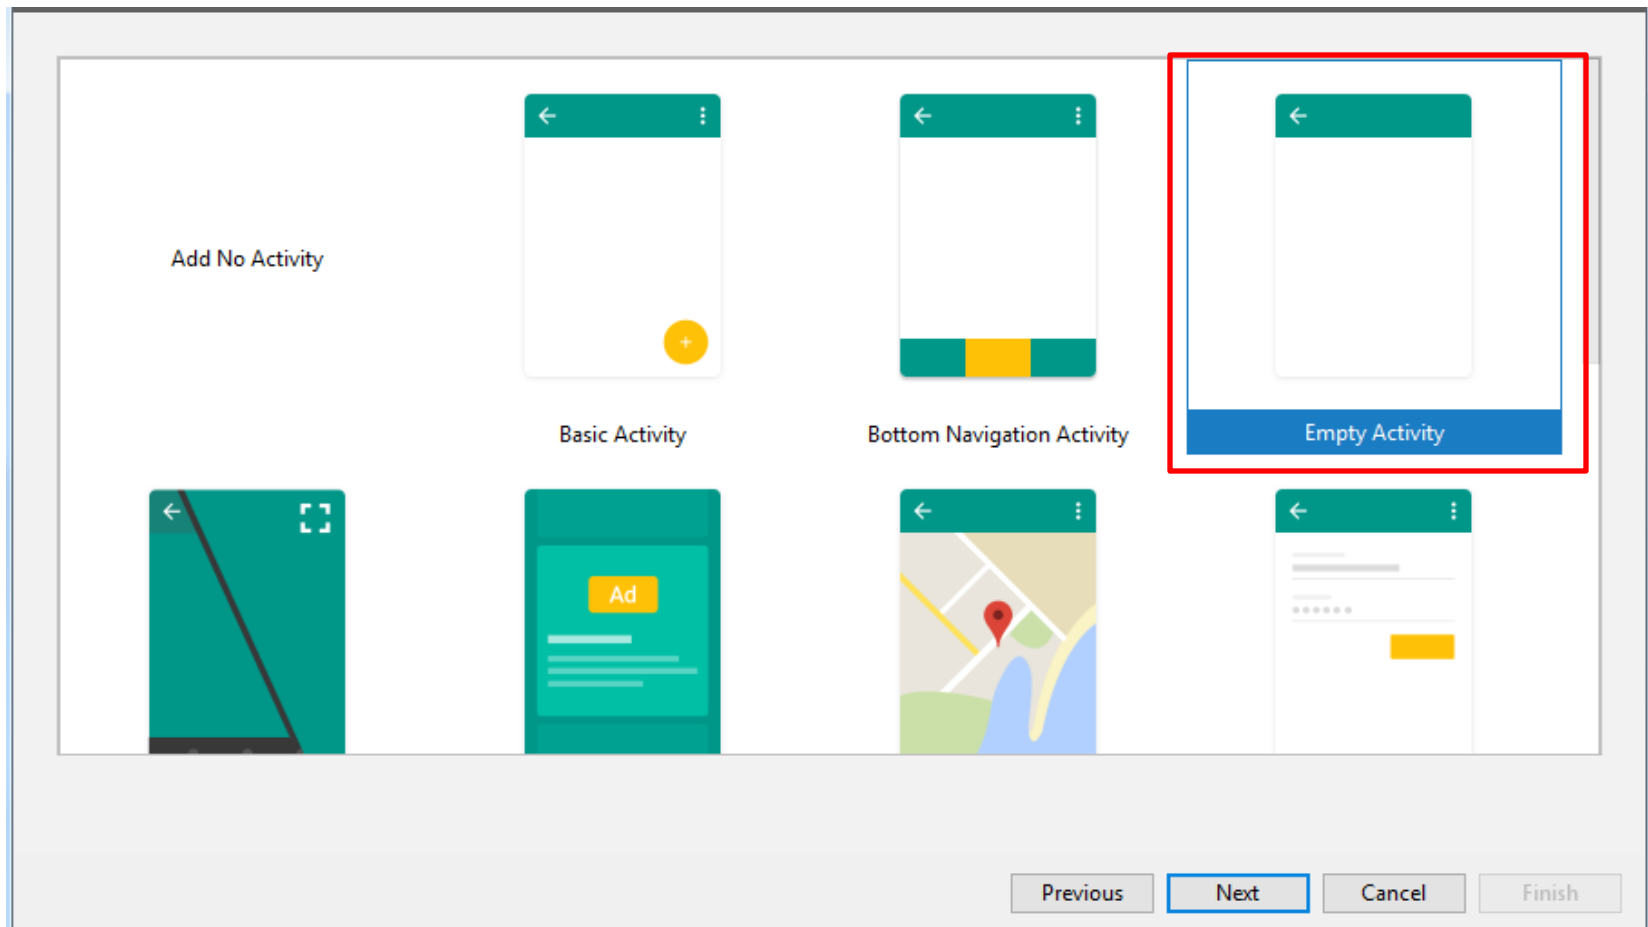 Add No Activity
Basic Activity
Bottom Navigation Activity
Empty Activity
Ad
Previous
Next
Cancel
Finish